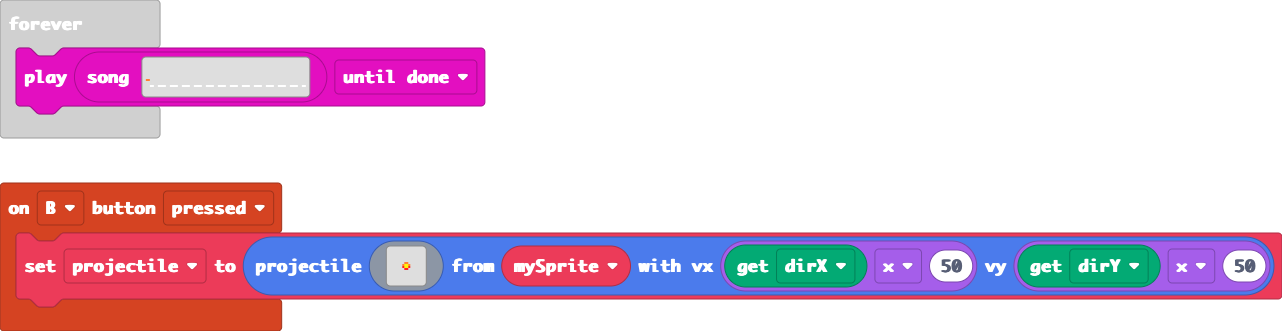 forever
play song until done
on B button pressed
set projectile to projectile from mySprite with vx get dirX x 50 vy get dirY x 50